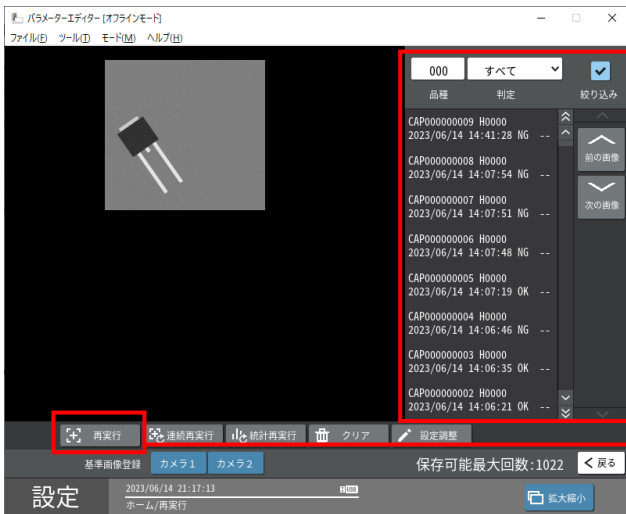 パラメーターエディター [オフラインモード]
ファイル(F) ツール(T) モード(M) ヘルプ(H)
000 すべて
品種 判定 絞り込み
CAP000000009 H0000
2023/06/14 14:41:28 NG --
CAP000000008 H0000
2023/06/14 14:07:54 NG --
前の画像
CAP000000007 H0000
2023/06/14 14:07:51 NG --
次の画像
CAP000000006 H0000
2023/06/14 14:07:48 NG --
CAP000000005 H0000
2023/06/14 14:07:19 OK --
CAP000000004 H0000
2023/06/14 14:06:46 NG --
CAP000000003 H0000
2023/06/14 14:06:35 OK --
CAP000000002 H0000
2023/06/14 14:06:21 OK --
再実行 連続再実行 統計再実行 クリア 設定調整
基準画像登録 カメラ1 カメラ2 保存可能最大回数:1022 戻る
設定 2023/06/14 21:17:13
ホーム/再実行 拡大縮小